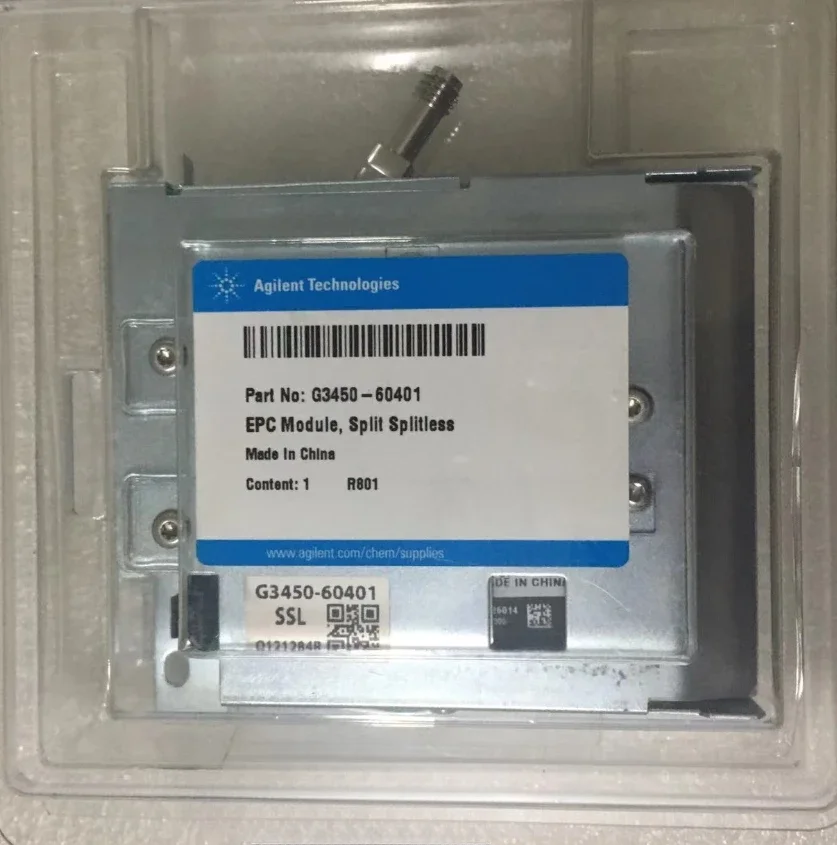 Agilent Technologies
Part No: G3450-60401
EPC Module, Split Splitless
Made In China
Content: 1 R801
www.agilent.com/chem/supplies
G3450-60401
SSL
DE IN CHIN